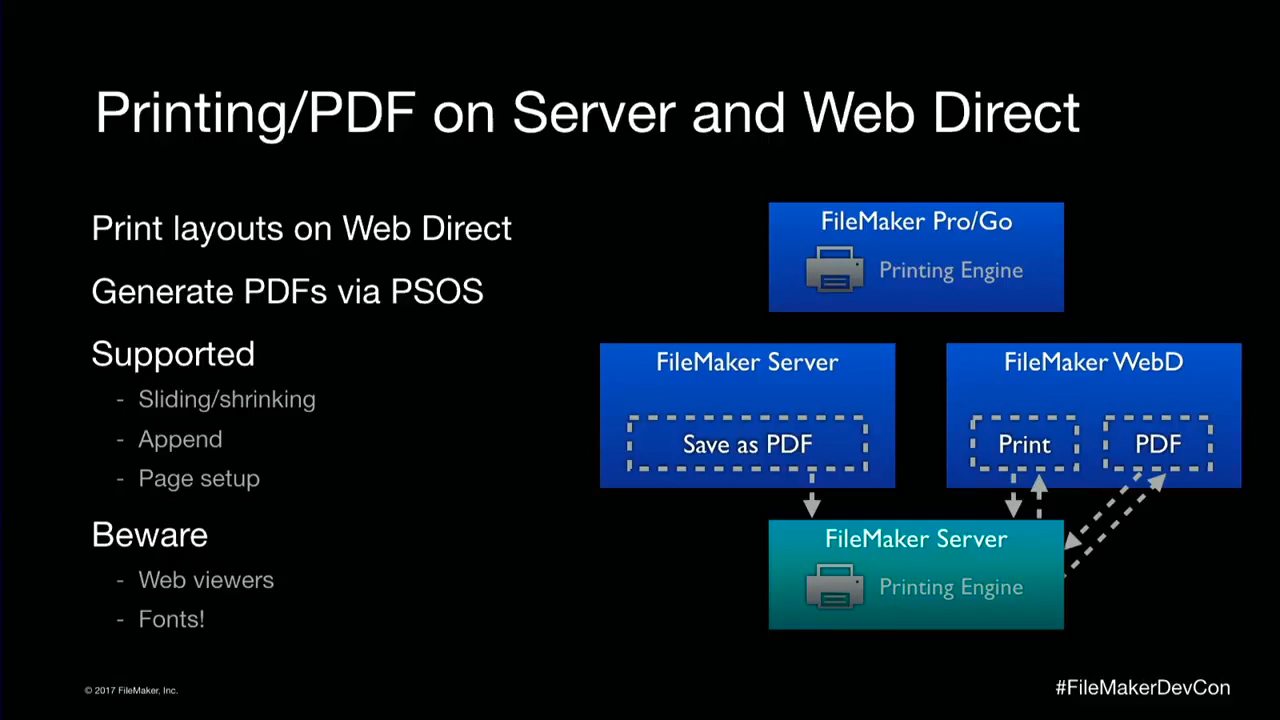 Printing/PDF on Server and Web Direct
Print layouts on Web Direct
Generate PDFs via PSOS
Supported
- Sliding/shrinking
- Append
- Page setup
Beware
- Web viewers
- Fonts!
FileMaker Pro/Go
Printing Engine
FileMaker Server
Save as PDF
FileMaker WebD
Print
PDF
FileMaker Server
Printing Engine
© 2017 FileMaker, Inc.
#FileMakerDevCon